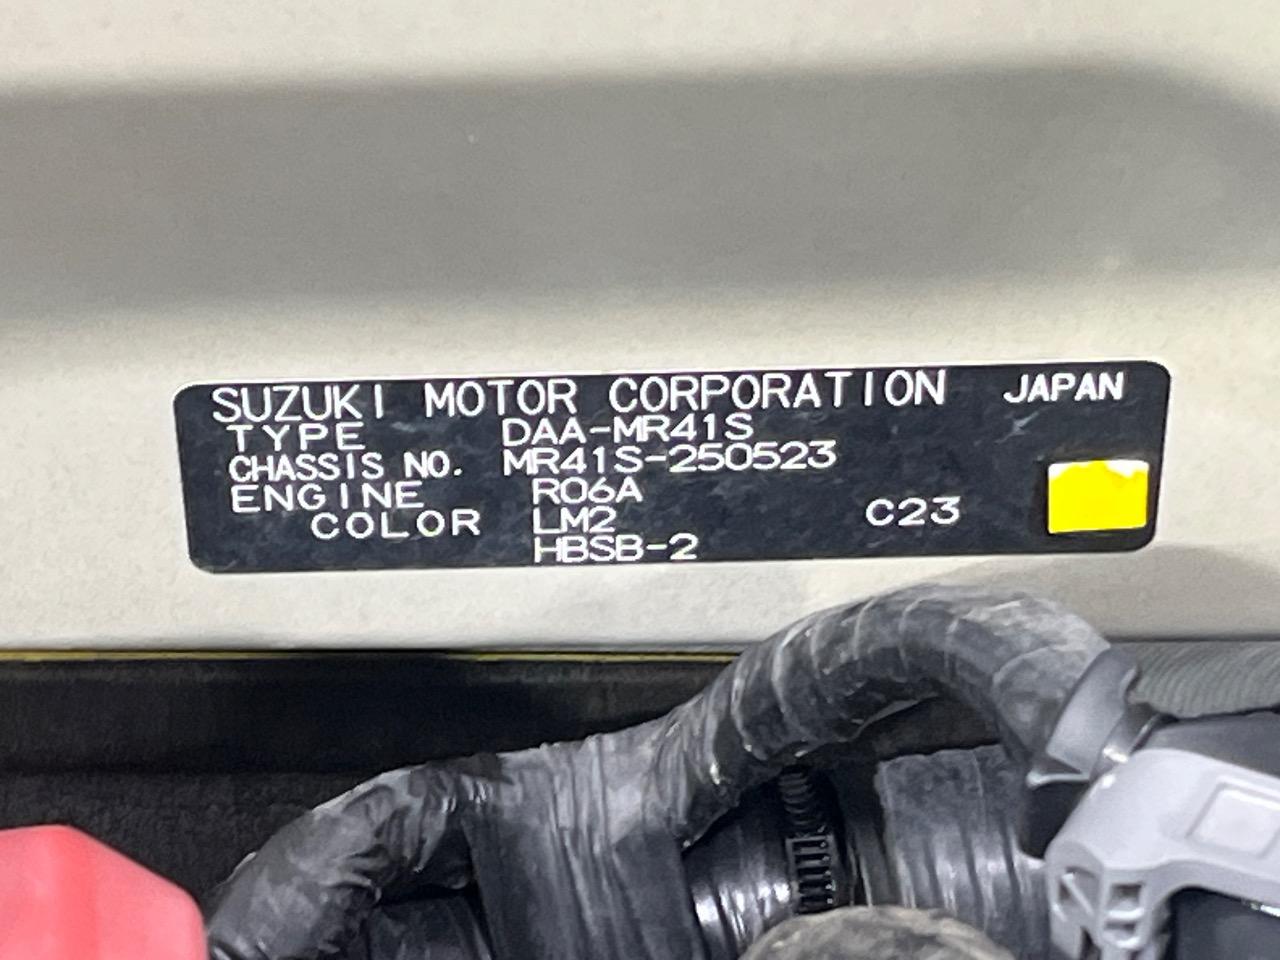 SUZUKI MOTOR CORPORATION JAPAN
TYPE DAA-MR41S
CHASSIS NO. MR41S-250523
ENGINE R06A
COLOR LM2 C23
HBSB-2